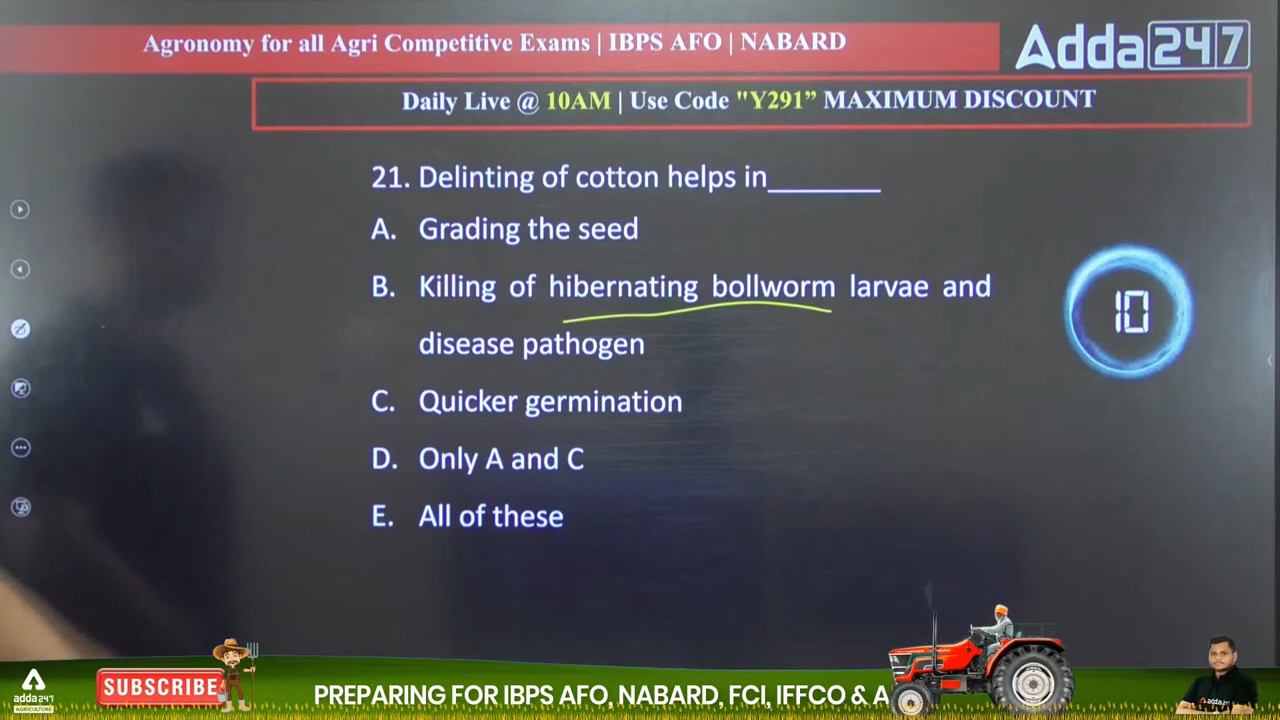 Agronomy for all Agri Competitive Exams | IBPS AFO | NABARD
Adda247
Daily Live @ 10AM | Use Code "Y291” MAXIMUM DISCOUNT
21. Delinting of cotton helps in_______
A. Grading the seed
B. Killing of hibernating bollworm larvae and
disease pathogen
C. Quicker germination
D. Only A and C
E. All of these
10
adda247
AGRICULTURE
SUBSCRIBE
PREPARING FOR IBPS AFO, NABARD, FCI, IFFCO & A